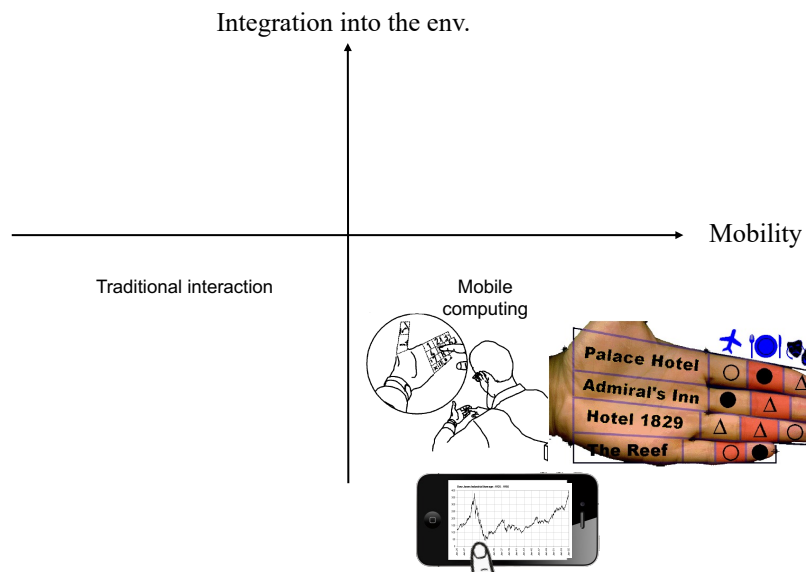 Integration into the env.
Mobility
Traditional interaction
Mobile
computing
Palace Hotel
Admiral's Inn
Hotel 1829
The Reef